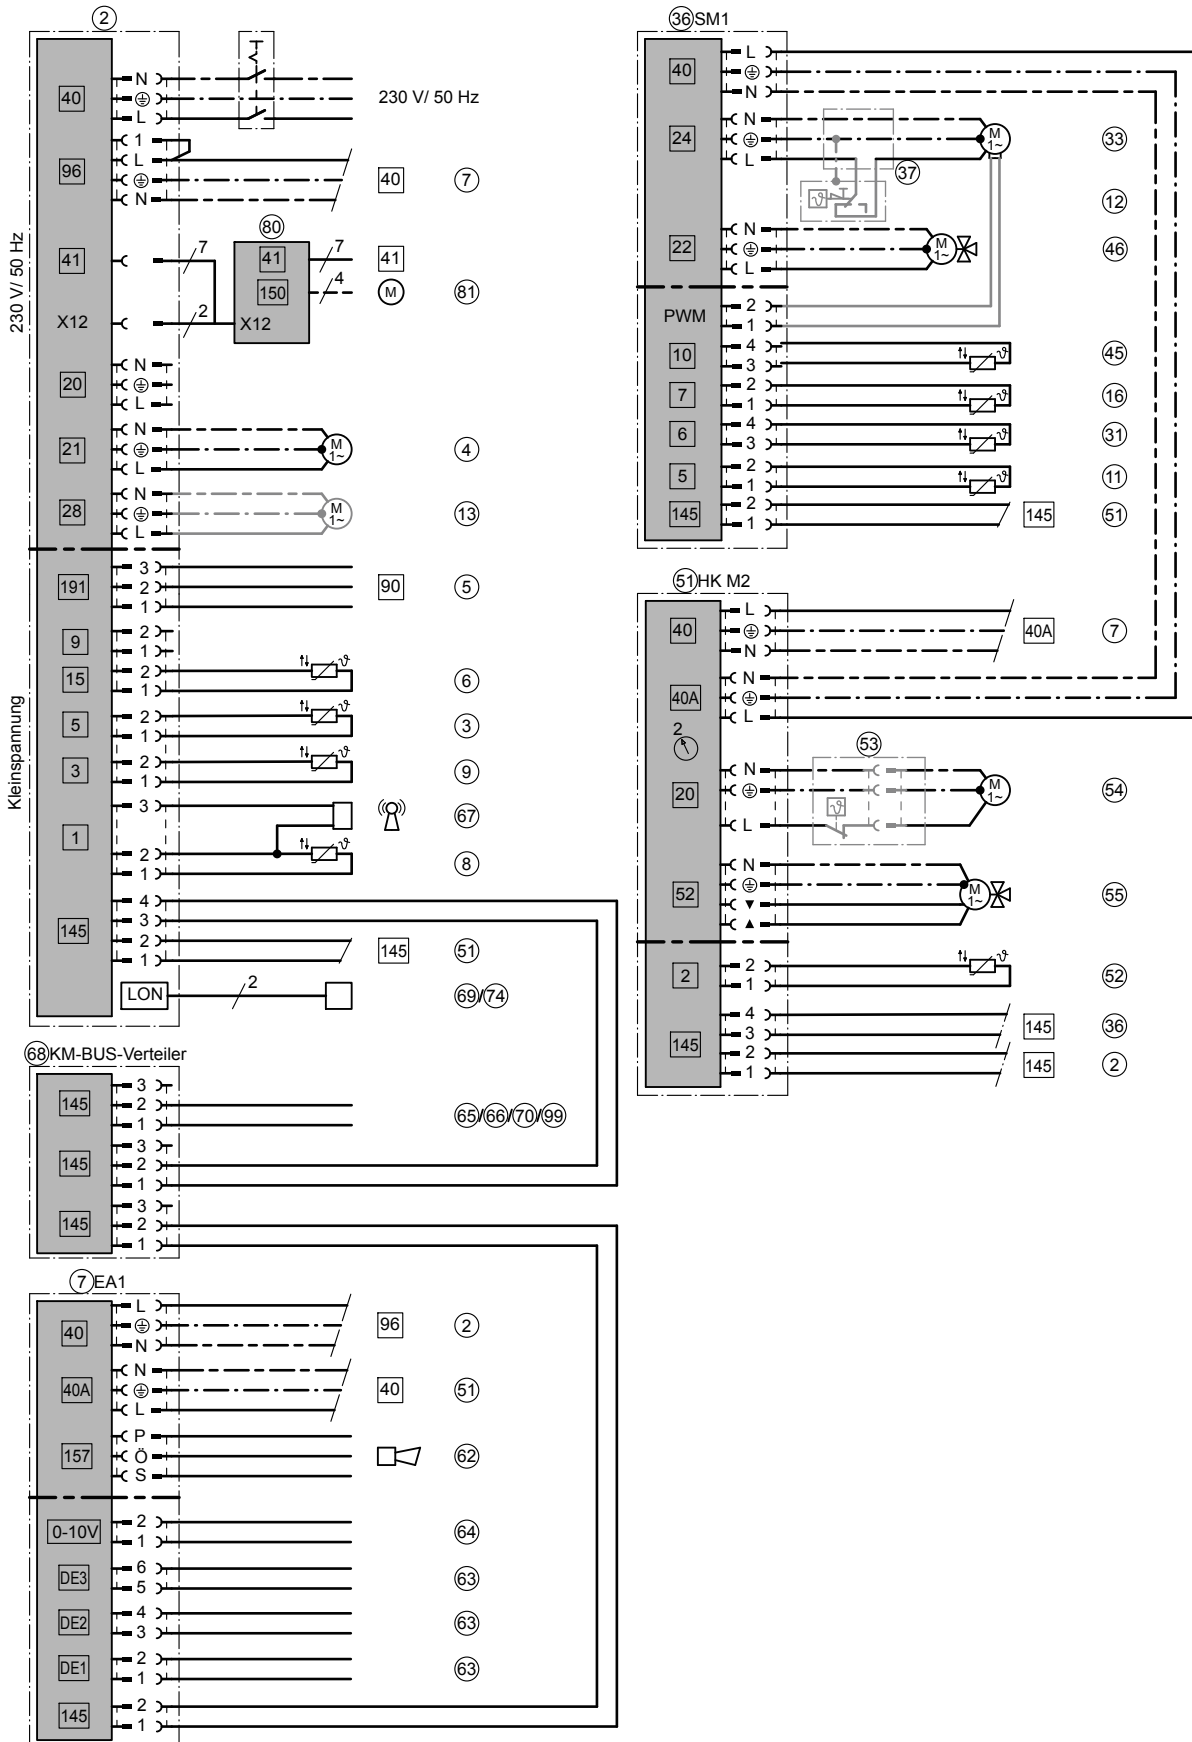 2
N
40
230 V/ 50 Hz
L
1
L
96
40
7
N
80
230 V/ 50 Hz
41
7
41
7
41
150
4
M
81
X12
2
X12
N
20
L
N
21
M
1~
4
L
N
28
M
1~
13
L
Kleinspannung
3
191
2
90
5
1
9
2
1
15
2
ϑ
6
1
5
2
ϑ
3
1
3
2
ϑ
9
1
3
67
1
2
ϑ
8
1
4
3
145
2
145
51
1
LON
2
69/74
68 KM-BUS-Verteiler
3
145
2
65/66/70/99
1
3
145
2
1
3
145
2
1
7 EA1
L
40
96
2
N
N
40A
40
51
L
P
157
Ö
62
S
0-10V
2
64
1
DE3
6
63
5
DE2
4
63
3
DE1
2
63
1
145
2
1
36 SM1
L
40
N
N
24
M
1~
33
L
37
ϑ
12
N
22
M
1~
46
L
PWM
2
1
10
4
ϑ
45
3
7
2
ϑ
16
1
6
4
ϑ
31
3
5
2
ϑ
11
1
145
2
145
51
1
51 HK M2
L
40
40A
7
N
N
40A
L
2
53
N
20
M
1~
54
ϑ
L
N
52
M
1~
55
2
2
ϑ
52
1
4
145
36
3
145
2
145
2
1